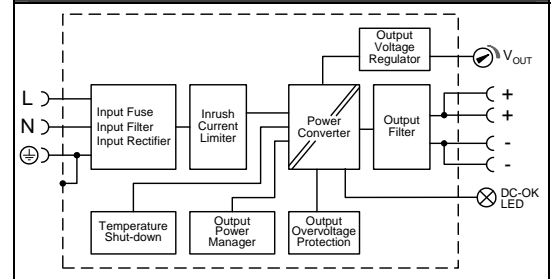 Output
Voltage
Regulator
V_OUT
L
N
Input Fuse
Input Filter
Input Rectifier
Inrush
Current
Limiter
Power
Converter
Output
Filter
+
+
-
-
DC-OK
LED
Temperature
Shut-down
Output
Power
Manager
Output
Overvoltage
Protection